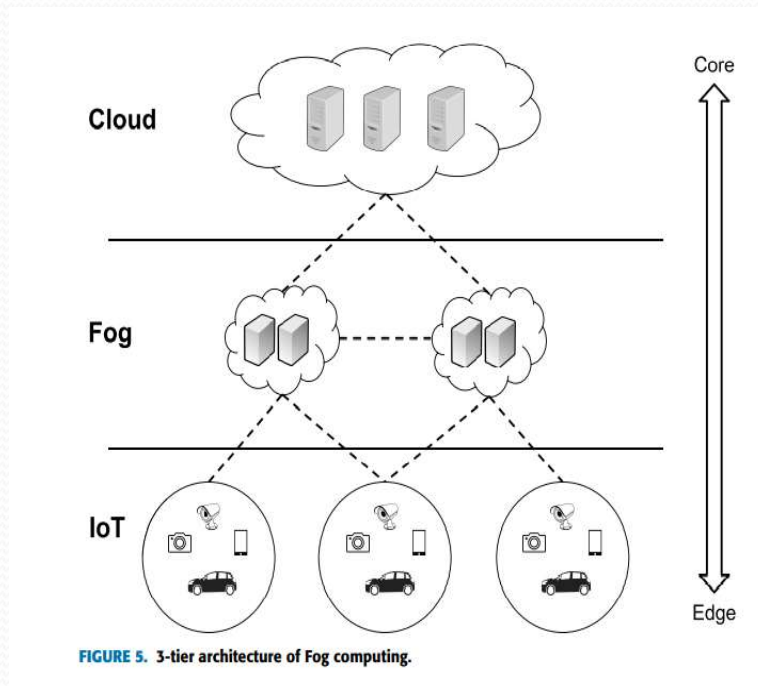 Core
Cloud
Fog
IoT
Edge
FIGURE 5. 3-tier architecture of Fog computing.